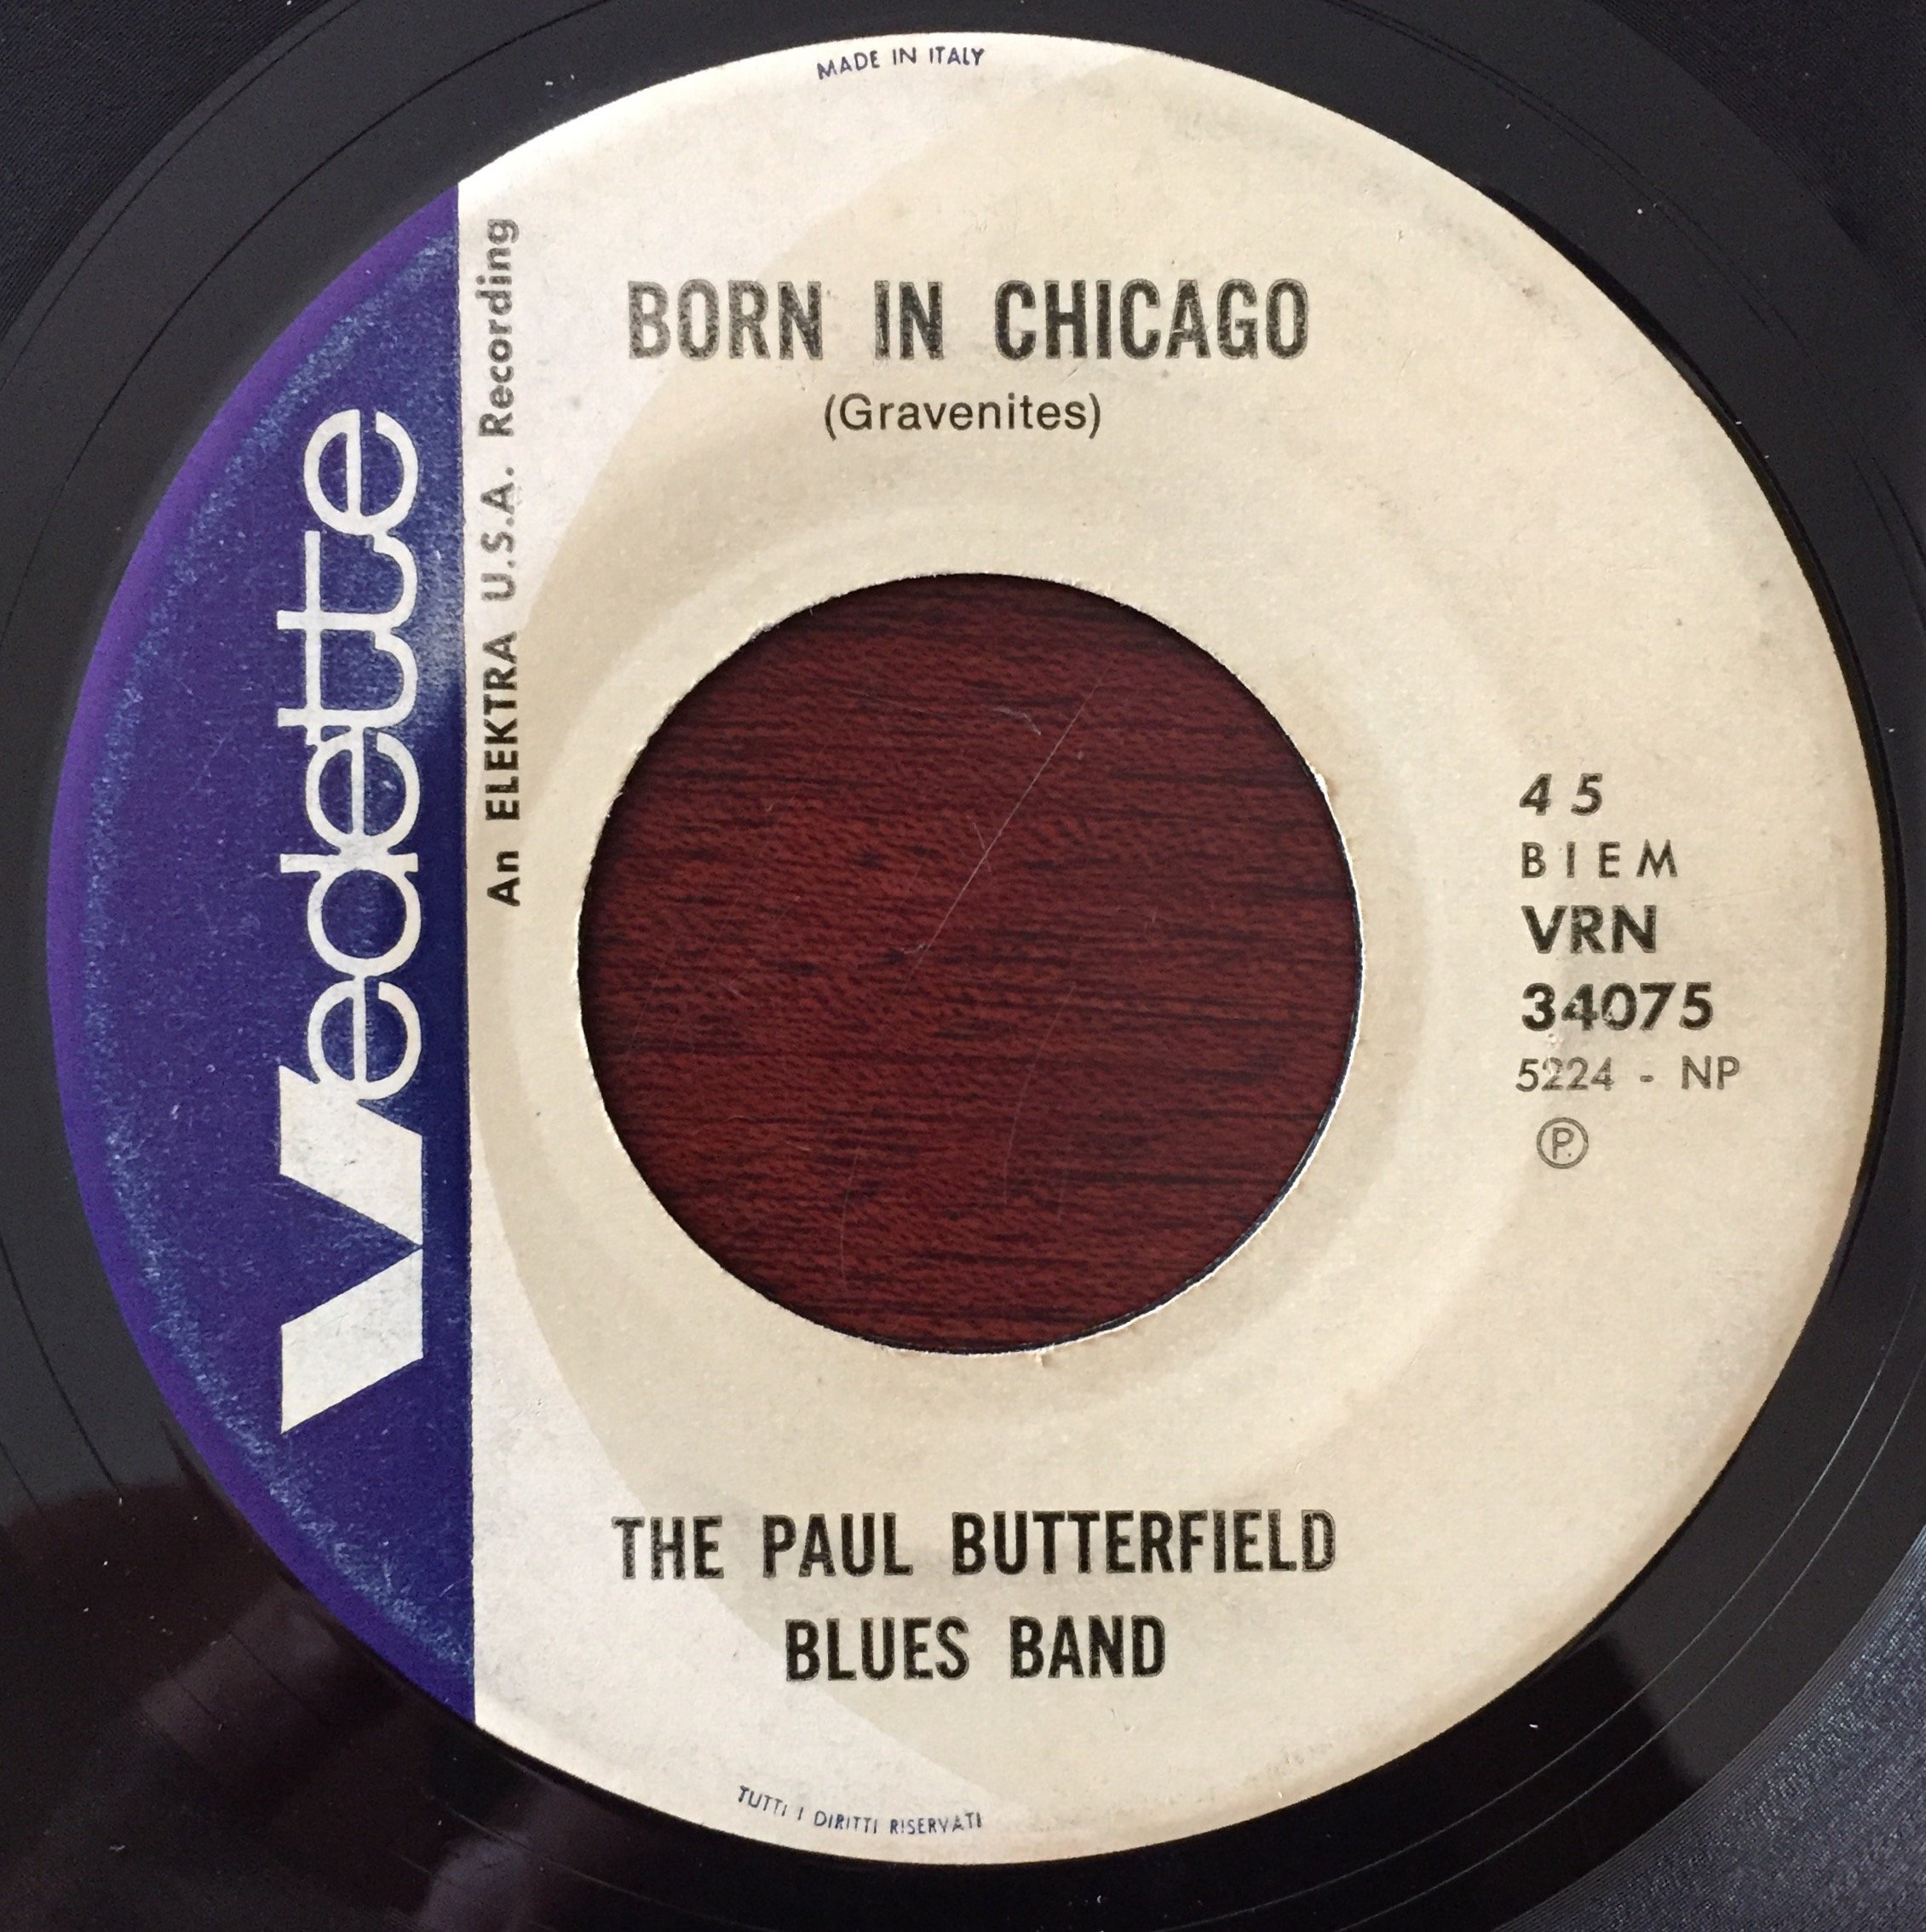 MADE IN ITALY
Vedette
An ELEKTRA U.S.A. Recording
BORN IN CHICAGO
(Gravenites)
45
BIEM
VRN
34075
5224 - NP
Ⓟ
THE PAUL BUTTERFIELD
BLUES BAND
TUTTI I DIRITTI RISERVATI